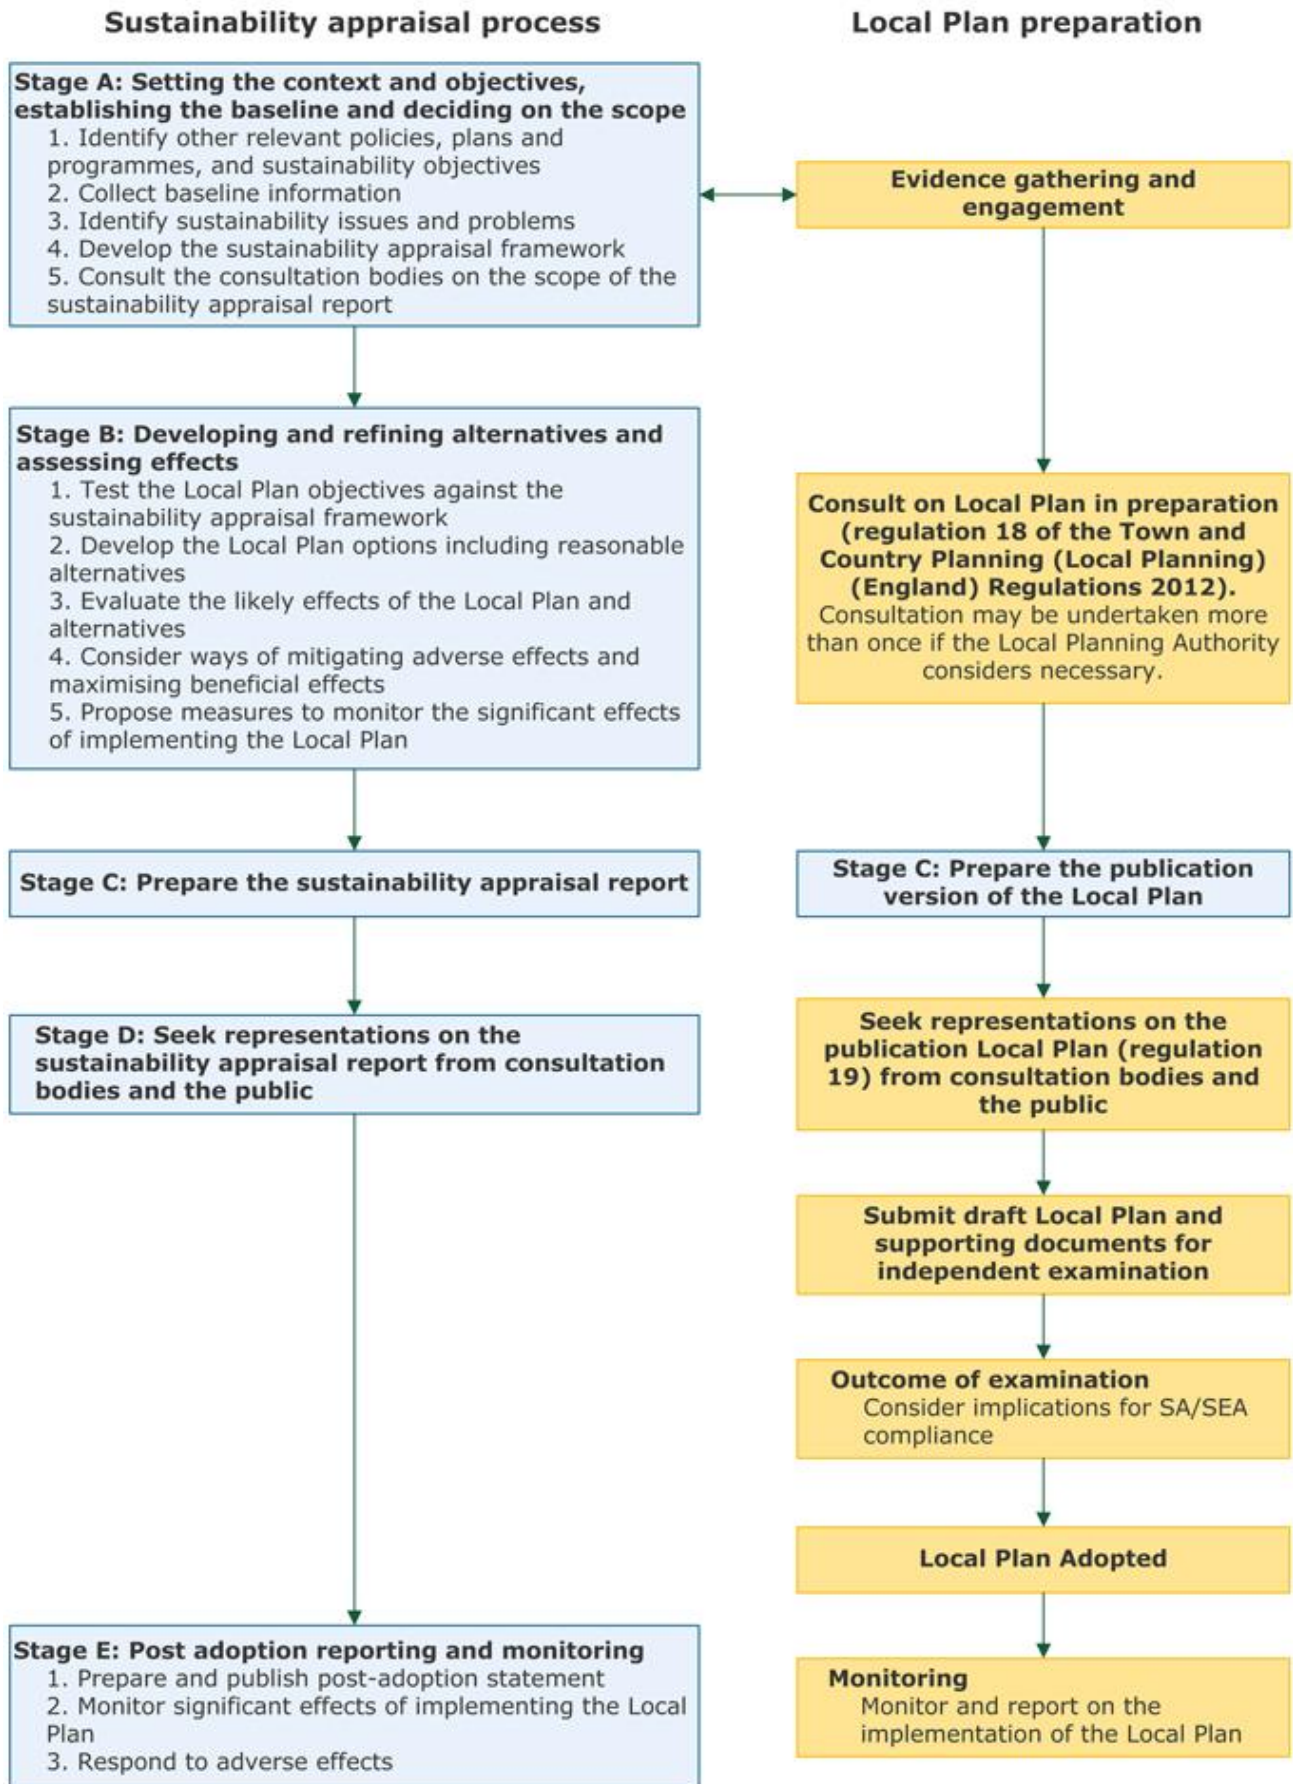 Sustainability appraisal process
Local Plan preparation
Stage A: Setting the context and objectives,
establishing the baseline and deciding on the scope
1. Identify other relevant policies, plans and
programmes, and sustainability objectives
2. Collect baseline information
3. Identify sustainability issues and problems
4. Develop the sustainability appraisal framework
5. Consult the consultation bodies on the scope of the
sustainability appraisal report
Evidence gathering and
engagement
Stage B: Developing and refining alternatives and
assessing effects
1. Test the Local Plan objectives against the
sustainability appraisal framework
2. Develop the Local Plan options including reasonable
alternatives
3. Evaluate the likely effects of the Local Plan and
alternatives
4. Consider ways of mitigating adverse effects and
maximising beneficial effects
5. Propose measures to monitor the significant effects
of implementing the Local Plan
Consult on Local Plan in preparation
(regulation 18 of the Town and
Country Planning (Local Planning)
(England) Regulations 2012).
Consultation may be undertaken more
than once if the Local Planning Authority
considers necessary.
Stage C: Prepare the sustainability appraisal report
Stage C: Prepare the publication
version of the Local Plan
Stage D: Seek representations on the
sustainability appraisal report from consultation
bodies and the public
Seek representations on the
publication Local Plan (regulation
19) from consultation bodies and
the public
Submit draft Local Plan and
supporting documents for
independent examination
Outcome of examination
Consider implications for SA/SEA
compliance
Local Plan Adopted
Stage E: Post adoption reporting and monitoring
1. Prepare and publish post-adoption statement
2. Monitor significant effects of implementing the Local
Plan
3. Respond to adverse effects
Monitoring
Monitor and report on the
implementation of the Local Plan